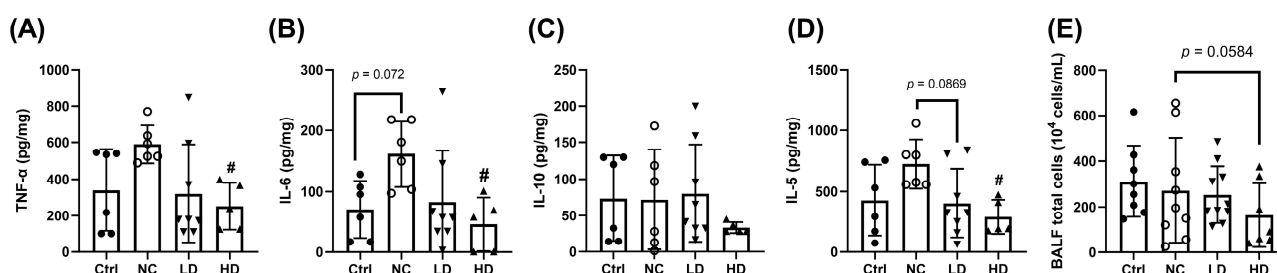 (A)
TNF-α (pg/mg)
1000
800
600
400
200
0
#
Ctrl NC LD HD
(B)
IL-6 (pg/mg)
300
200
100
0
p = 0.072
#
Ctrl NC LD HD
(C)
IL-10 (pg/mg)
250
200
150
100
50
0
Ctrl NC LD HD
(D)
IL-5 (pg/mg)
1500
1000
500
0
p = 0.0869
#
Ctrl NC LD HD
(E)
BALF total cells (10⁴ cells/mL)
800
600
400
200
0
p = 0.0584
Ctrl NC LD HD